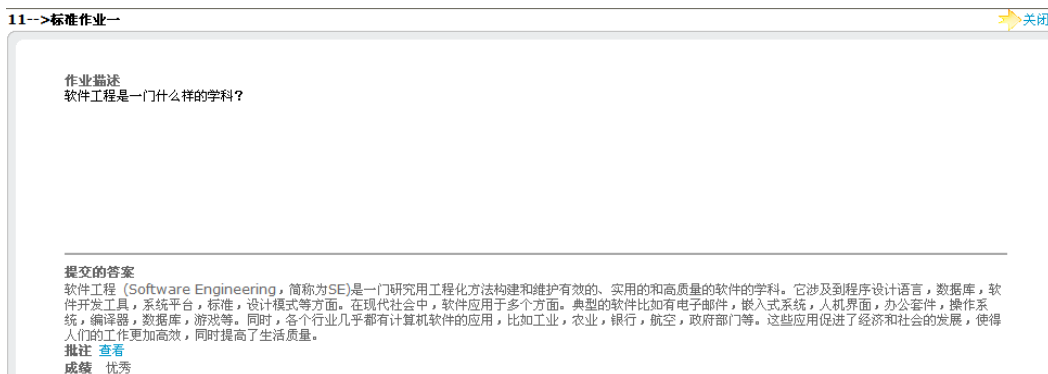 11-->标准作业一
关闭
作业描述
软件工程是一门什么样的学科?
提交的答案
软件工程 (Software Engineering，简称为SE)是一门研究用工程化方法构建和维护有效的、实用的和高质量的软件的学科。它涉及到程序设计语言，数据库，软
件开发工具，系统平台，标准，设计模式等方面。在现代社会中，软件应用于多个方面。典型的软件比如有电子邮件，嵌入式系统，人机界面，办公套件，操作系
统，编译器，数据库，游戏等。同时，各个行业几乎都有计算机软件的应用，比如工业，农业，银行，航空，政府部门等。这些应用促进了经济和社会的发展，使得
人们的工作更加高效，同时提高了生活质量。
批注 查看
成绩 优秀